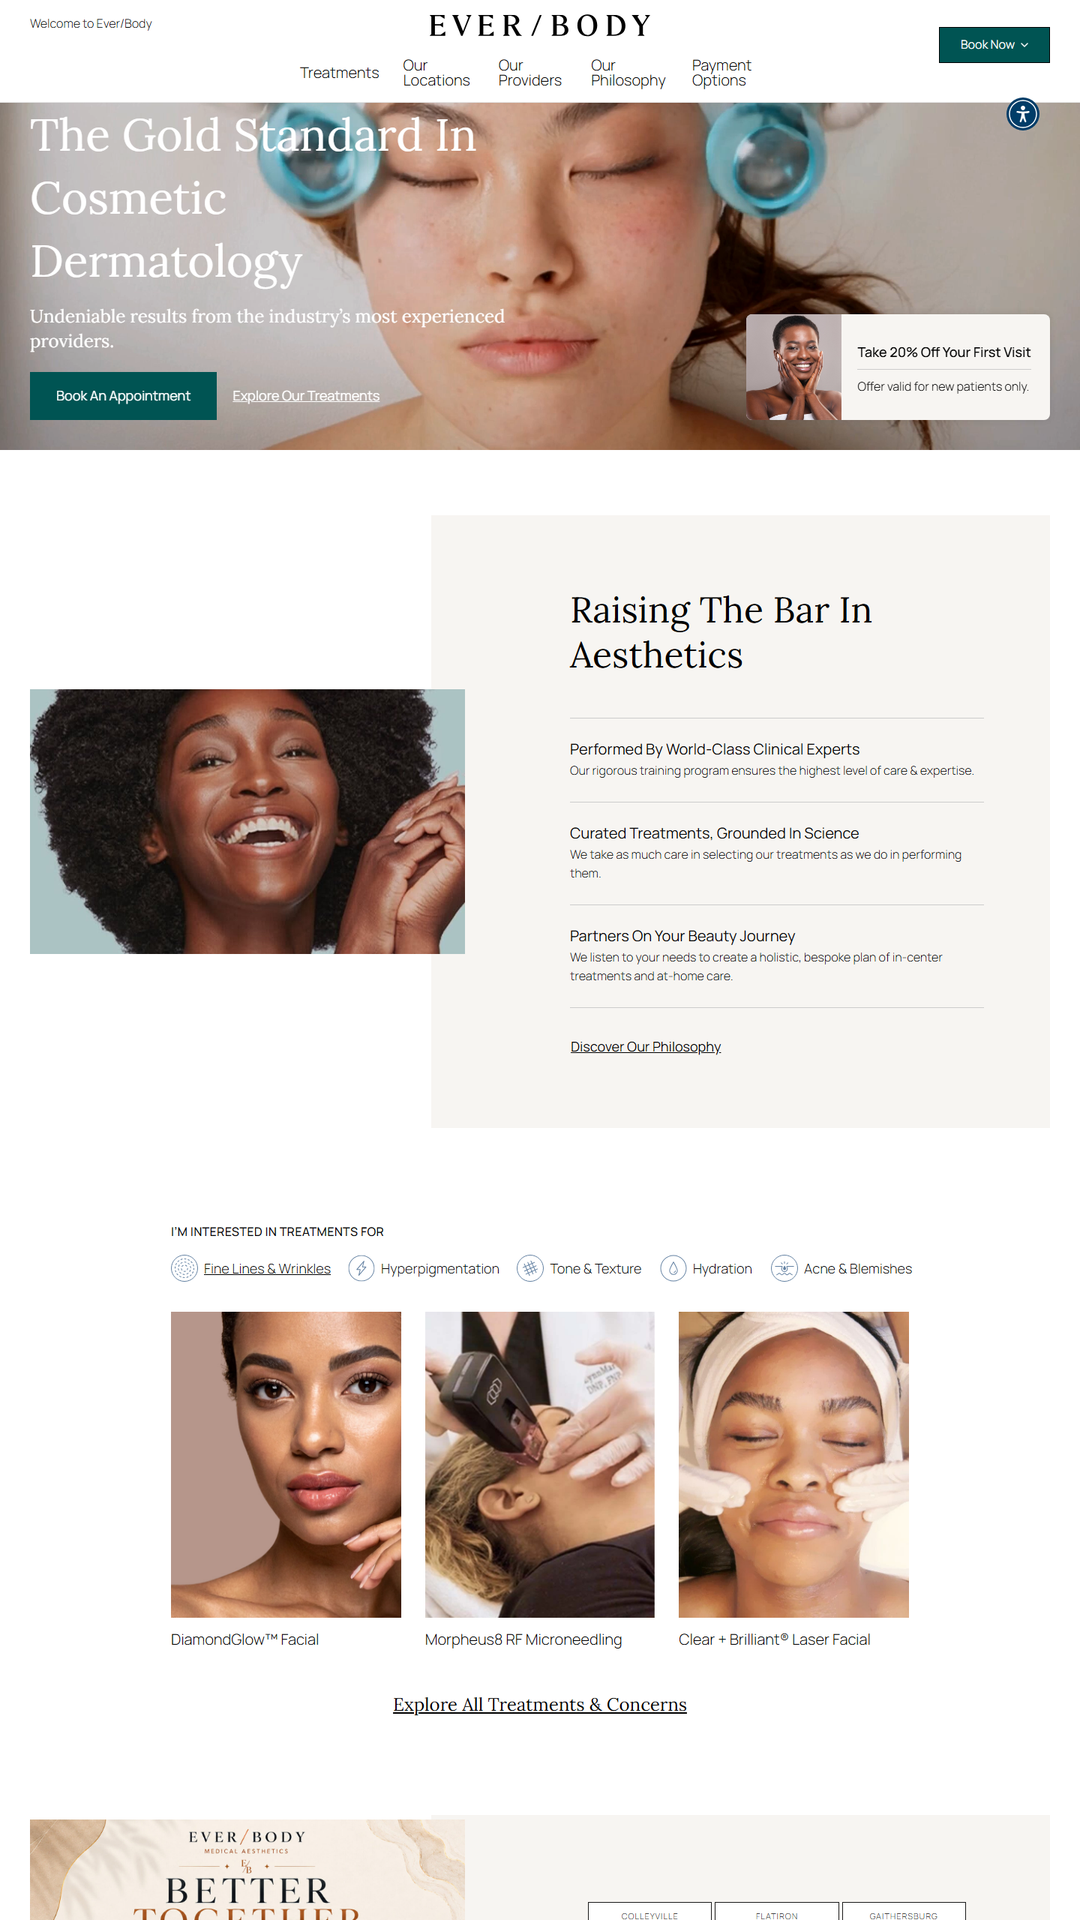 Welcome to Ever/Body
EVER/BODY
Book Now
Treatments
Our Locations
Our Providers
Our Philosophy
Payment Options
The Gold Standard In
Cosmetic
Dermatology
Undeniable results from the industry's most experienced
providers.
Book An Appointment
Explore Our Treatments
Take 20% Off Your First Visit
Offer valid for new patients only.
Raising The Bar In
Aesthetics
Performed By World-Class Clinical Experts
Our rigorous training program ensures the highest level of care & expertise.
Curated Treatments, Grounded In Science
We take as much care in selecting our treatments as we do in performing
them.
Partners On Your Beauty Journey
We listen to your needs to create a holistic, bespoke plan of in-center
treatments and at-home care.
Discover Our Philosophy
I'M INTERESTED IN TREATMENTS FOR
Fine Lines & Wrinkles
Hyperpigmentation
Tone & Texture
Hydration
Acne & Blemishes
DiamondGlow™ Facial
Morpheus8 RF Microneedling
Clear + Brilliant® Laser Facial
Explore All Treatments & Concerns
EVER/BODY
MEDICAL AESTHETICS
E/B
BETTER
TOGETHER
COLLEYVILLE
FLATIRON
GAITHERSBURG